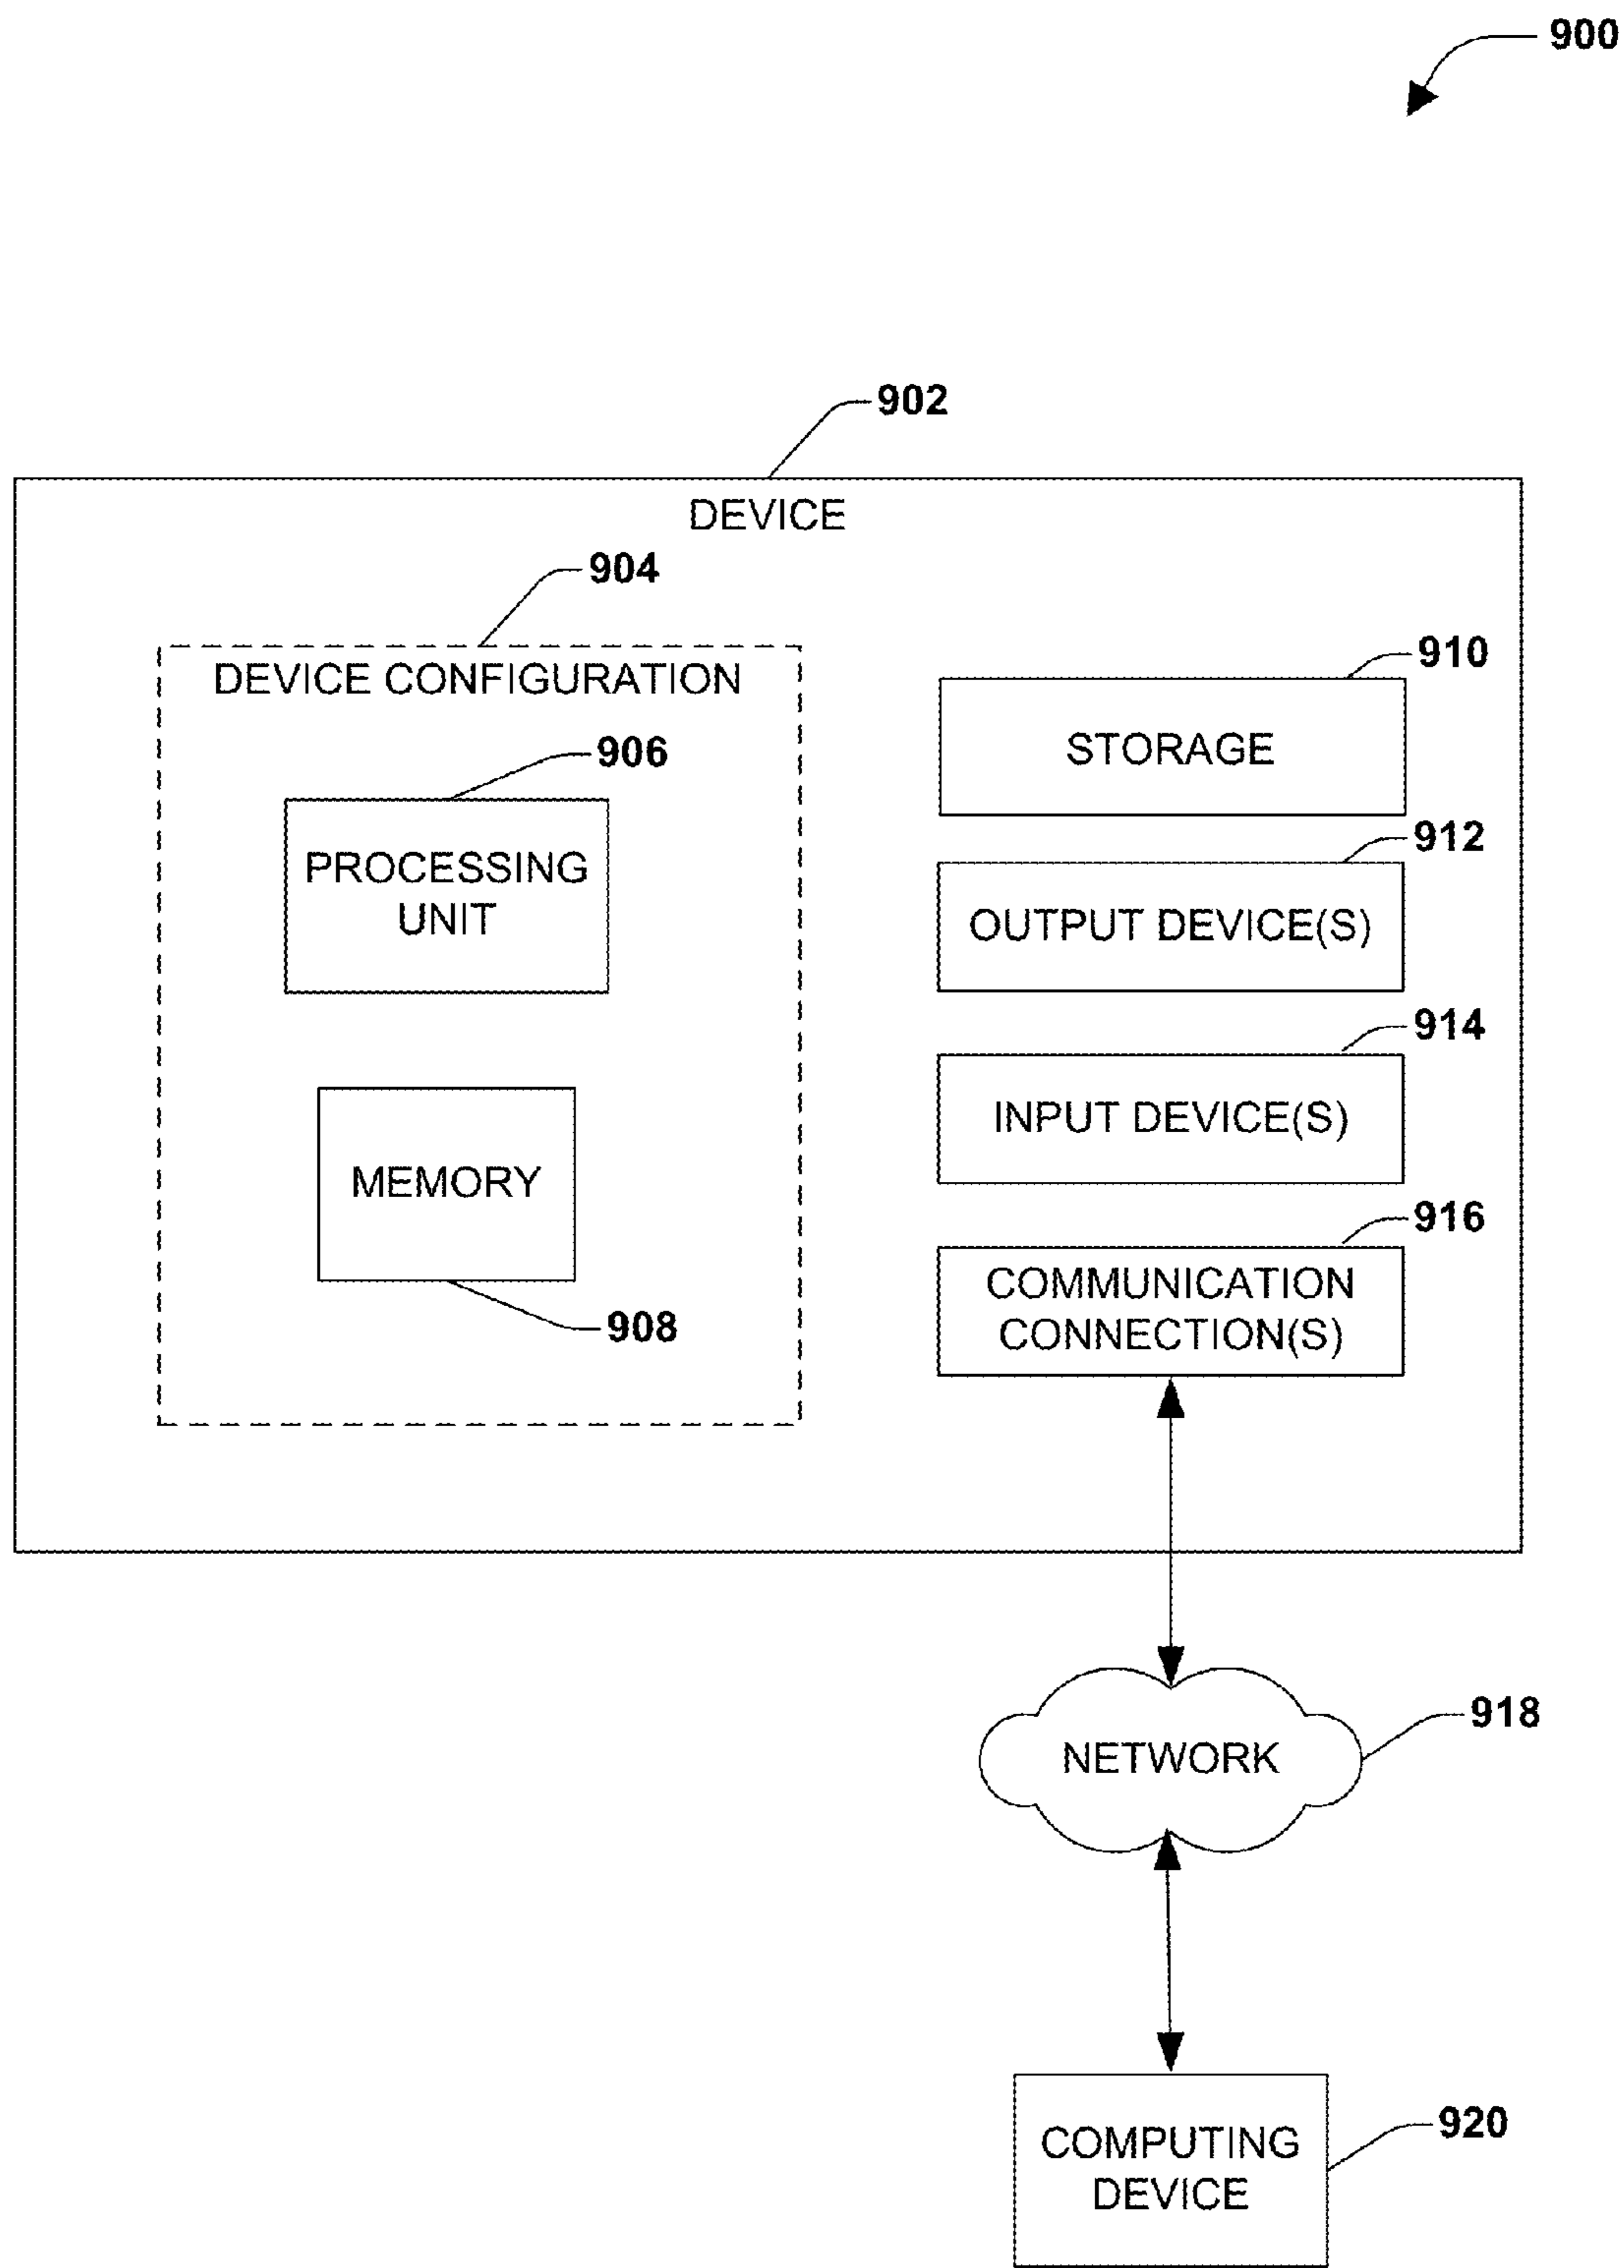 900
902
DEVICE
904
DEVICE CONFIGURATION
906
PROCESSING
UNIT
MEMORY
908
910
STORAGE
912
OUTPUT DEVICE(S)
914
INPUT DEVICE(S)
916
COMMUNICATION
CONNECTION(S)
NETWORK
918
COMPUTING
DEVICE
920